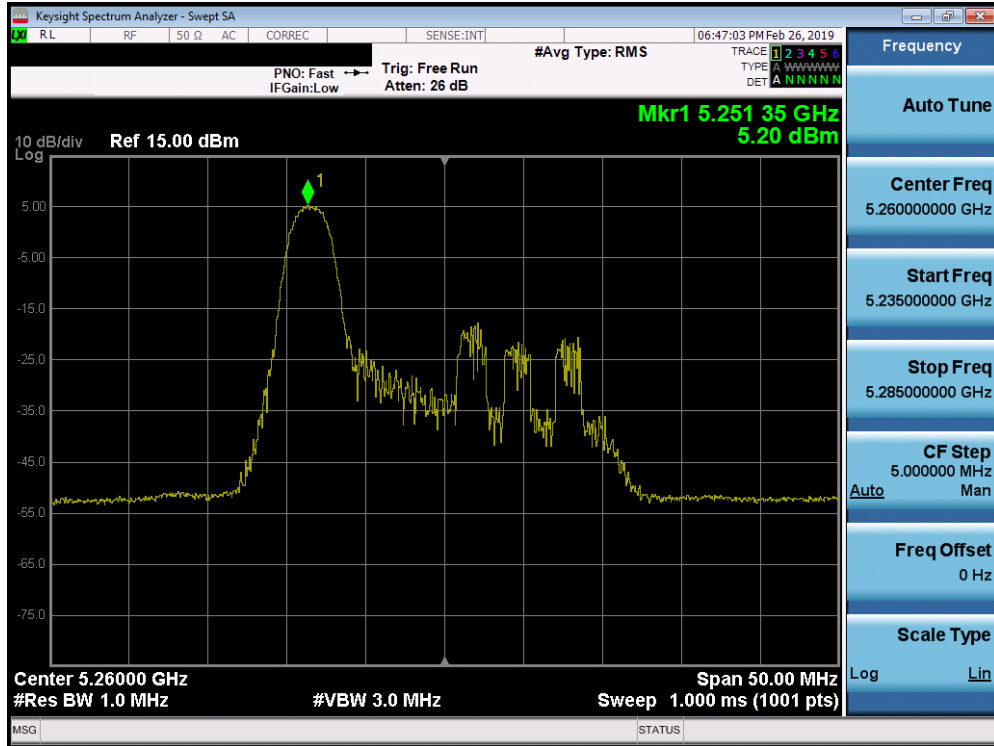 Keysight Spectrum Analyzer - Swept SA
LXI RL RF 50 Ω AC CORREC SENSE:INT 06:47:03 PM Feb 26, 2019
#Avg Type: RMS TRACE 1 2 3 4 5 6
PNO: Fast Trig: Free Run TYPE A W W W W W
IFGain:Low Atten: 26 dB DET A N N N N N
Mkr1 5.251 35 GHz
5.20 dBm
10 dB/div Ref 15.00 dBm
Log
1
5.00
-5.00
-15.0
-25.0
-35.0
-45.0
-55.0
-65.0
-75.0
Center 5.26000 GHz Span 50.00 MHz
#Res BW 1.0 MHz #VBW 3.0 MHz Sweep 1.000 ms (1001 pts)
MSG STATUS
Frequency
Auto Tune
Center Freq
5.260000000 GHz
Start Freq
5.235000000 GHz
Stop Freq
5.285000000 GHz
CF Step
5.000000 MHz
Auto Man
Freq Offset
0 Hz
Scale Type
Log Lin